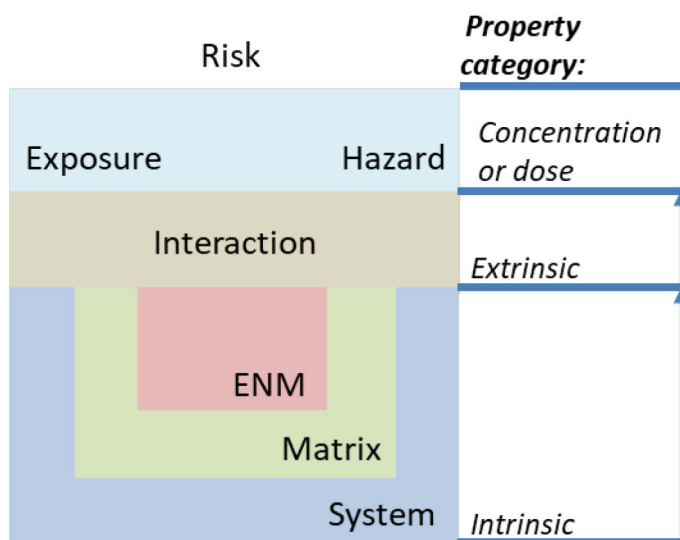 Risk
Property
category:
Exposure
Hazard
Concentration
or dose
Interaction
Extrinsic
ENM
Matrix
System
Intrinsic